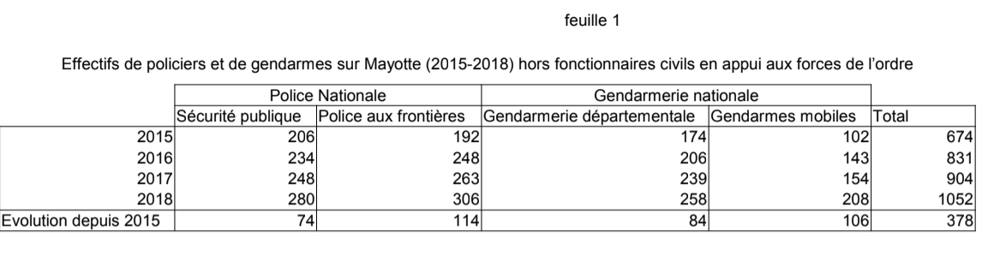 feuille 1
Effectifs de policiers et de gendarmes sur Mayotte (2015-2018) hors fonctionnaires civils en appui aux forces de l’ordre
Police Nationale Gendarmerie nationale
Sécurité publique Police aux frontières Gendarmerie départementale Gendarmes mobiles Total
2015 206 192 174 102 674
2016 234 248 206 143 831
2017 248 263 239 154 904
2018 280 306 258 208 1052
Evolution depuis 2015 74 114 84 106 378